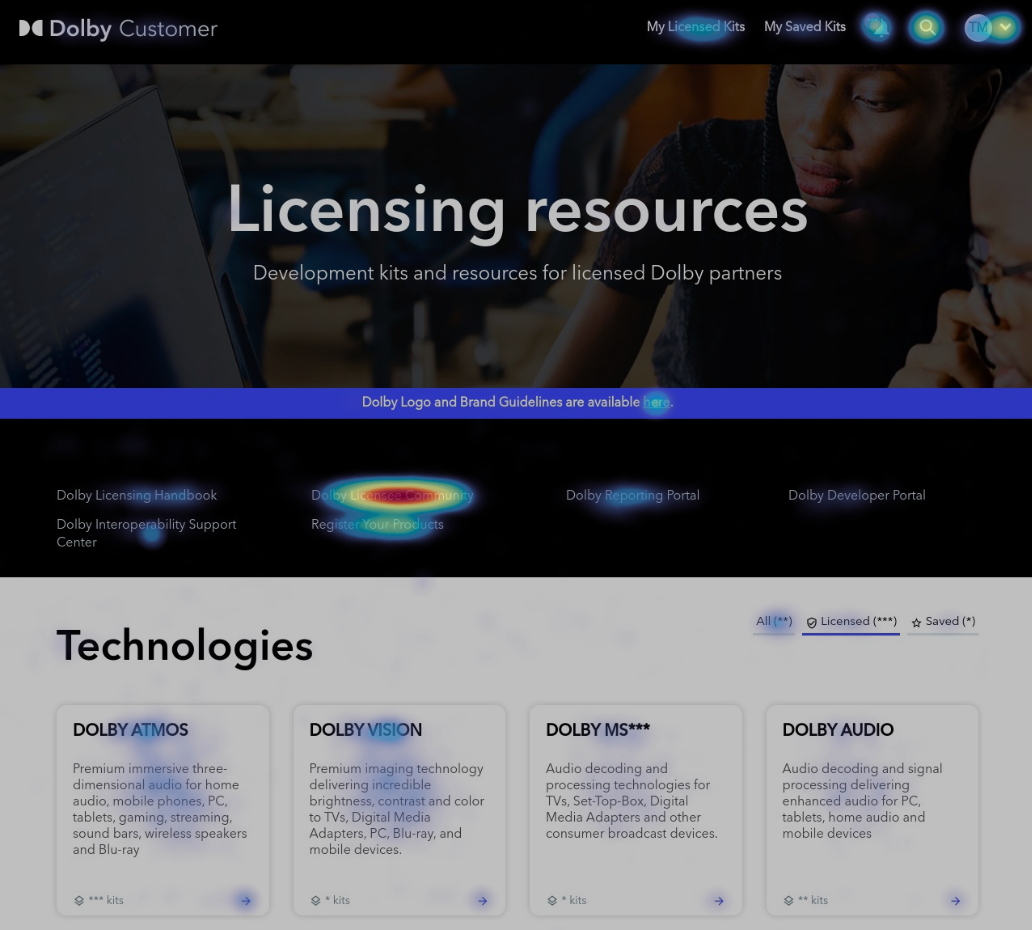 Dolby Customer
My Licensed Kits
My Saved Kits
TM
Licensing resources
Development kits and resources for licensed Dolby partners
Dolby Logo and Brand Guidelines are available here.
Dolby Licensing Handbook
Dolby Licensee Community
Dolby Reporting Portal
Dolby Developer Portal
Dolby Interoperability Support
Center
Register Your Products
Technologies
All (**)
Licensed (***)
Saved (*)
DOLBY ATMOS
Premium immersive three-
dimensional audio for home
audio, mobile phones, PC,
tablets, gaming, streaming,
sound bars, wireless speakers
and Blu-ray
*** kits
DOLBY VISION
Premium imaging technology
delivering incredible
brightness, contrast and color
to TVs, Digital Media
Adapters, PC, Blu-ray, and
mobile devices.
* kits
DOLBY MS***
Audio decoding and
processing technologies for
TVs, Set-Top-Box, Digital
Media Adapters and other
consumer broadcast devices.
* kits
DOLBY AUDIO
Audio decoding and signal
processing delivering
enhanced audio for PC,
tablets, home audio and
mobile devices
** kits